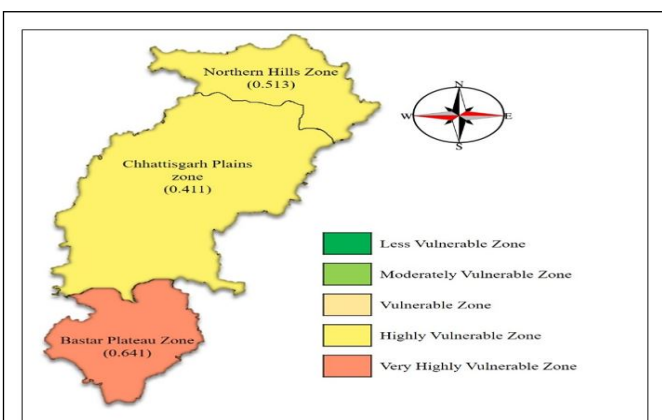 Northern Hills Zone
(0.513)
N
W
E
S
Chhattisgarh Plains
zone
(0.411)
Less Vulnerable Zone
Moderately Vulnerable Zone
Vulnerable Zone
Highly Vulnerable Zone
Bastar Plateau Zone
(0.641)
Very Highly Vulnerable Zone